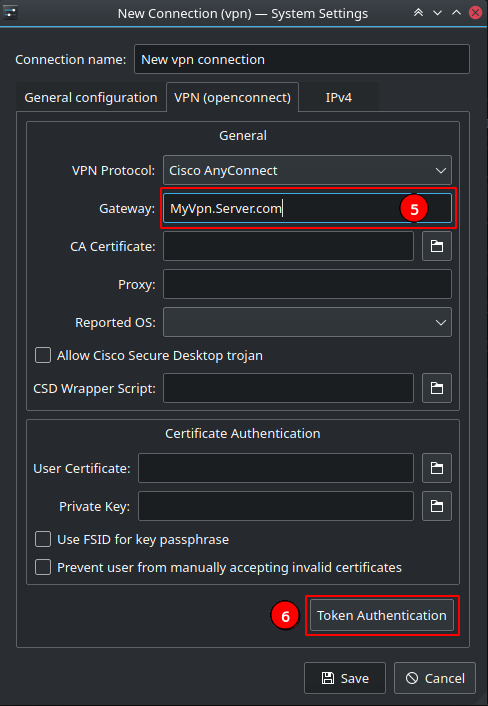 New Connection (vpn) — System Settings
Connection name: New vpn connection
General configuration VPN (openconnect) IPv4
General
VPN Protocol: Cisco AnyConnect
Gateway: MyVpn.Server.com 5
CA Certificate:
Proxy:
Reported OS:
Allow Cisco Secure Desktop trojan
CSD Wrapper Script:
Certificate Authentication
User Certificate:
Private Key:
Use FSID for key passphrase
Prevent user from manually accepting invalid certificates
6 Token Authentication
Save Cancel